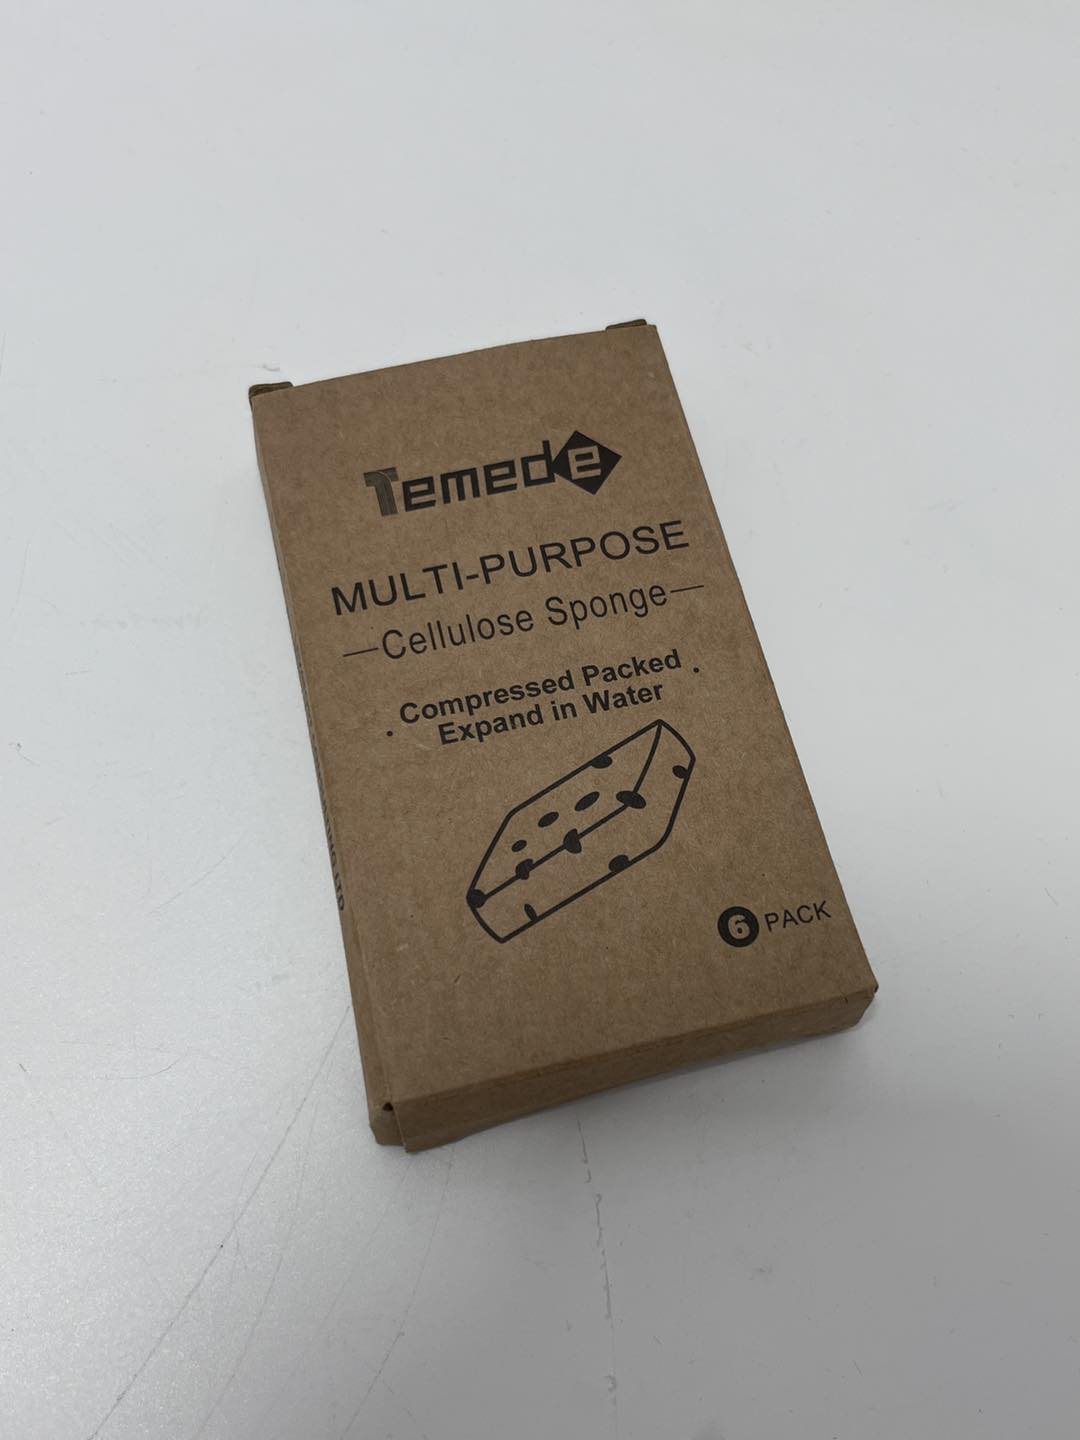 Temede
MULTI-PURPOSE
—Cellulose Sponge—
· Compressed Packed ·
Expand in Water
6 PACK